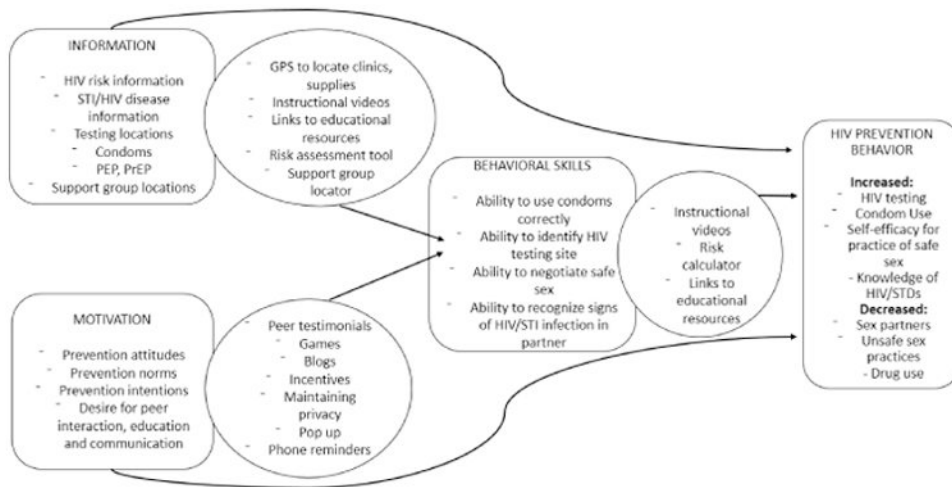 INFORMATION
- HIV risk information
- STI/HIV disease
information
- Testing locations
- Condoms
- PEP, PrEP
- Support group locations
- GPS to locate clinics,
supplies
- Instructional videos
- Links to educational
resources
- Risk assessment tool
- Support group
locator
MOTIVATION
- Prevention attitudes
- Prevention norms
- Prevention intentions
- Desire for peer
interaction, education
and communication
- Peer testimonials
- Games
- Blogs
- Incentives
- Maintaining
privacy
- Pop up
- Phone reminders
BEHAVIORAL SKILLS
- Ability to use condoms
correctly
- Ability to identify HIV
testing site
- Ability to negotiate safe
sex
- Ability to recognize signs
of HIV/STI infection in
partner
- Instructional
videos
- Risk
calculator
- Links to
educational
resources
HIV PREVENTION
BEHAVIOR
Increased:
- HIV testing
- Condom Use
- Self-efficacy for
practice of safe
sex
- Knowledge of
HIV/STDs
Decreased:
- Sex partners
- Unsafe sex
practices
- Drug use